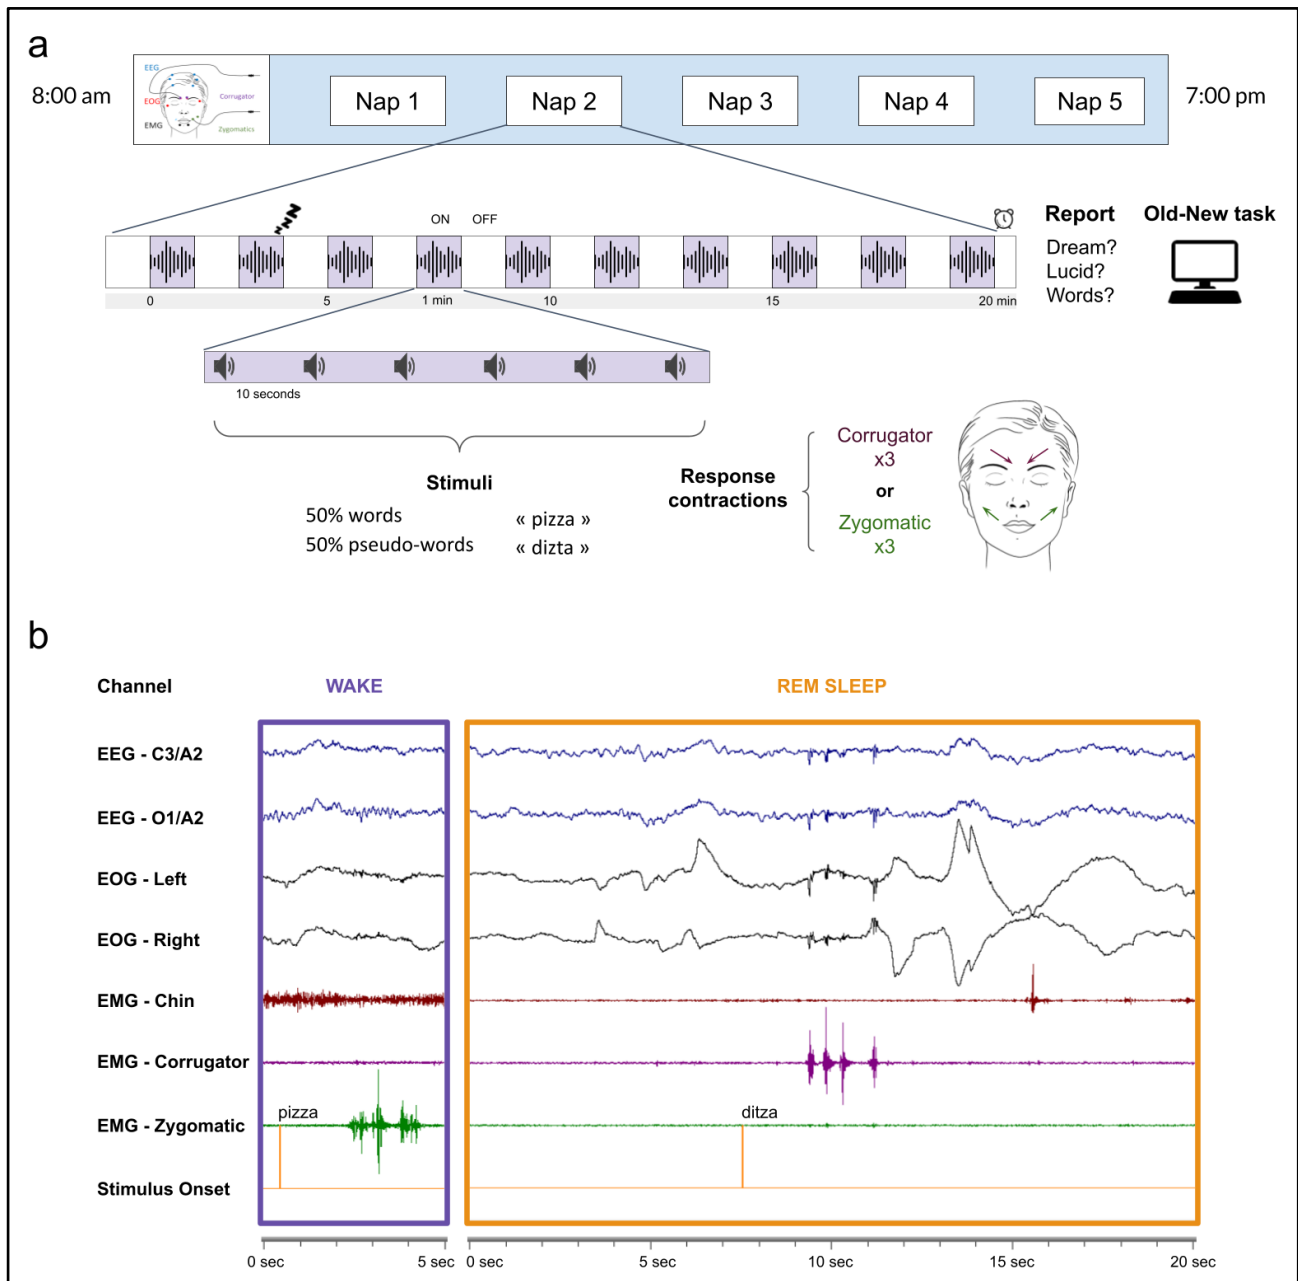 a
8:00 am
EEG
EOG
EMG
Corrugator
Zygomatics
Nap 1
Nap 2
Nap 3
Nap 4
Nap 5
7:00 pm
zzz
ON OFF
0 5 1 min 10 15 20 min
Report
Dream?
Lucid?
Words?
Old-New task
10 seconds
Stimuli
50% words « pizza »
50% pseudo-words « dizta »
Response
contractions
Corrugator
x3
or
Zygomatic
x3
b
Channel WAKE REM SLEEP
EEG - C3/A2
EEG - O1/A2
EOG - Left
EOG - Right
EMG - Chin
EMG - Corrugator
EMG - Zygomatic
pizza ditza
Stimulus Onset
0 sec 5 sec 0 sec 5 sec 10 sec 15 sec 20 sec